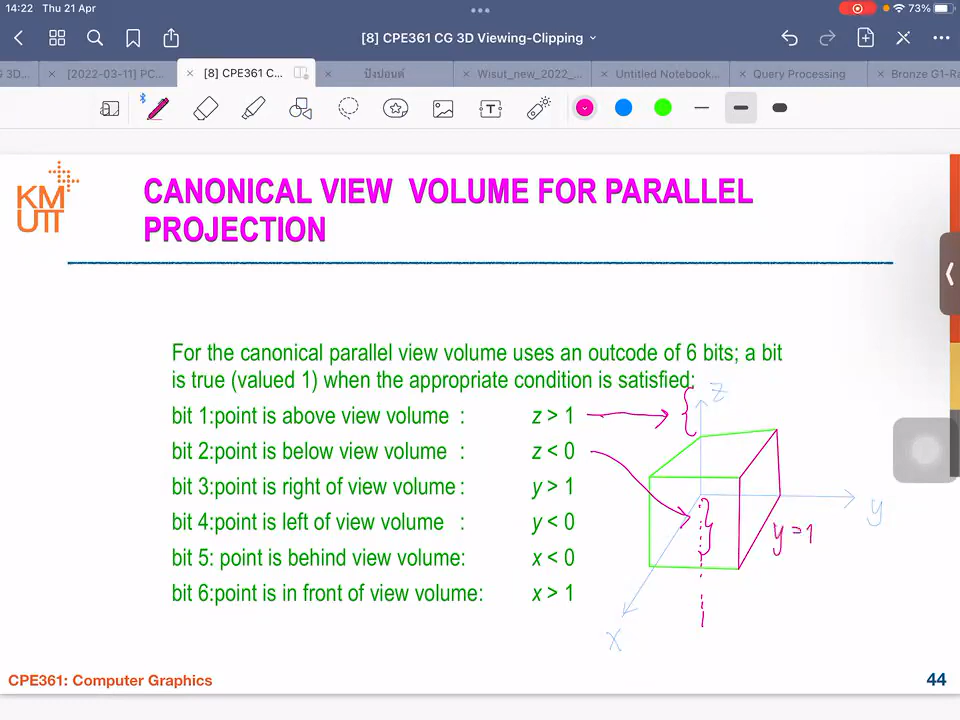 14:22 Thu 21 Apr
73%
[8] CPE361 CG 3D Viewing-Clipping
G 3D...
[2022-03-11] PC...
[8] CPE361 C...
ปังปอนด์
Wisut_new_2022_...
Untitled Notebook...
Query Processing
Bronze G1-Ra
KM
UTT
CANONICAL VIEW VOLUME FOR PARALLEL
PROJECTION
For the canonical parallel view volume uses an outcode of 6 bits; a bit
is true (valued 1) when the appropriate condition is satisfied:
bit 1:point is above view volume : z > 1
bit 2:point is below view volume : z < 0
bit 3:point is right of view volume : y > 1
bit 4:point is left of view volume : y < 0
bit 5: point is behind view volume: x < 0
bit 6:point is in front of view volume: x > 1
z
y
y=1
x
CPE361: Computer Graphics
44